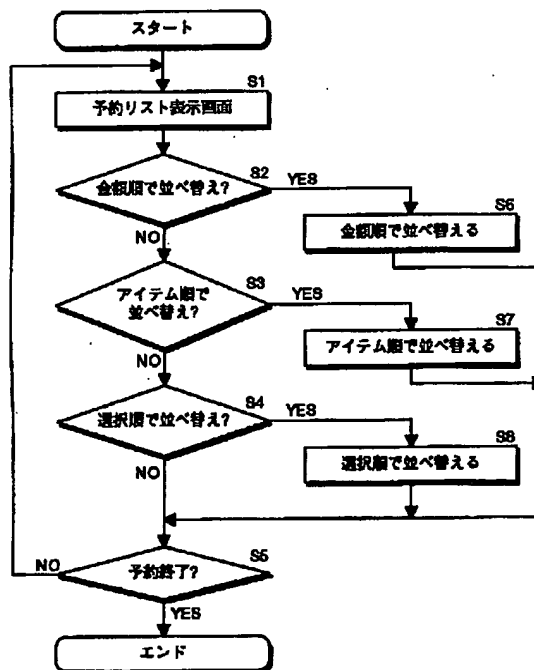 スタート
S1
予約リスト表示画面
S2
金額順で並べ替え?
YES
NO
S6
金額順で並べ替える
S3
アイテム順で
並べ替え?
YES
NO
S7
アイテム順で並べ替える
S4
選択順で並べ替え?
YES
NO
S8
選択順で並べ替える
S5
予約終了?
NO
YES
エンド